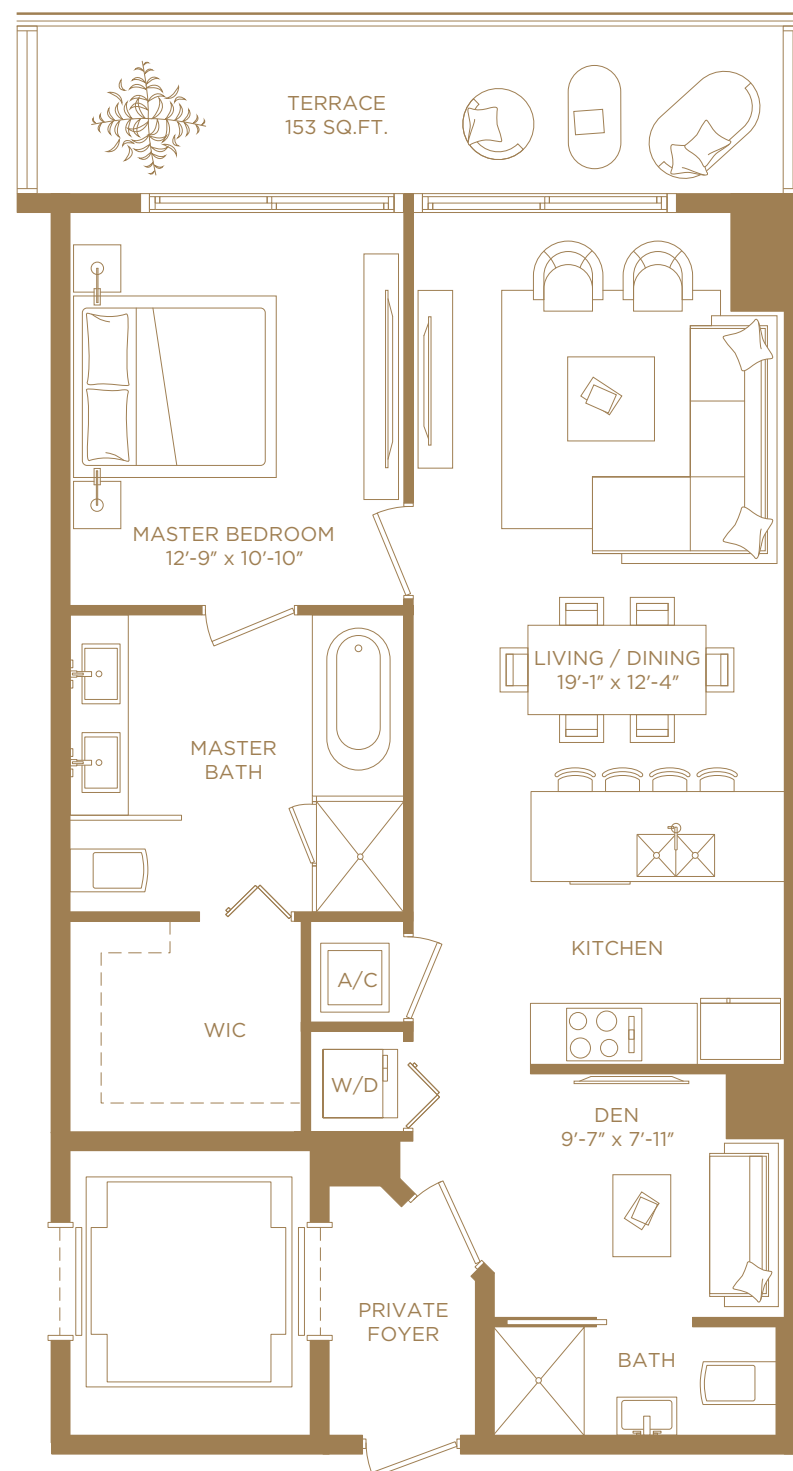 TERRACE
153 SQ.FT.
MASTER BEDROOM
12′-9″ x 10′-10″
LIVING / DINING
19′-1″ x 12′-4″
MASTER
BATH
KITCHEN
A/C
WIC
W/D
DEN
9′-7″ x 7′-11″
PRIVATE
FOYER
BATH